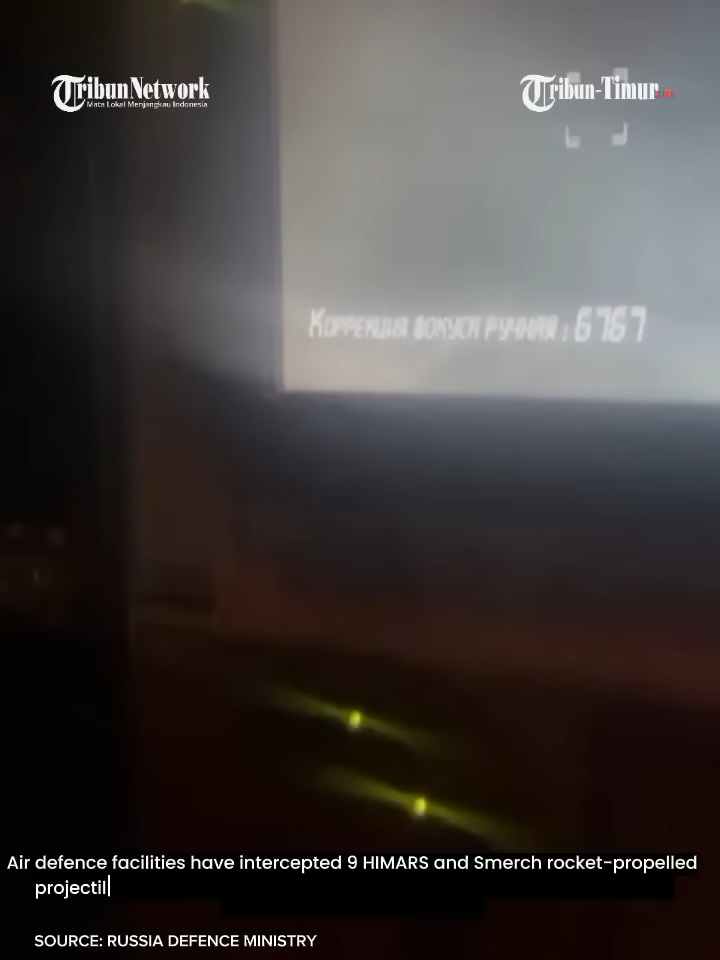 TribunNetwork
Mata Lokal Menjangkau Indonesia
Tribun-Timur.com
Коррекция фокуса ручная : 6767
Air defence facilities have intercepted 9 HIMARS and Smerch rocket-propelled
projectil
SOURCE: RUSSIA DEFENCE MINISTRY